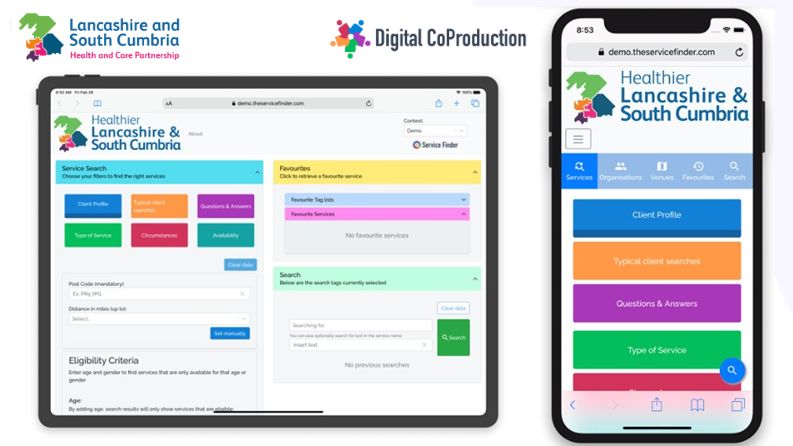 Lancashire and
South Cumbria
Health and Care Partnership
Digital CoProduction
8:52 AM Fri Feb 26
100%
AA
demo.theservicefinder.com
Healthier
Lancashire &
South Cumbria
About
Context:
Demo
Service Finder
Service Search
Choose your filters to find the right services
Client Profile
Typical client
searches
Questions & Answers
Type of Service
Circumstances
Availability
Clear data
Post Code (mandatory):
Ex. PR9 7PG
Distance in miles (up to):
Select...
Set manually
Eligibility Criteria
Enter age and gender to find services that are only available for that age or
gender
Age:
By adding age, search results will only show services that are eligible:
Favourites
Click to retrieve a favourite service
Favourite Tag lists
Favourite Services
No favourite services
Search
Below are the search tags currently selected
Clear data
Searching for
You can also optionally search for text in the service name:
Insert text
Search
No previous searches
8:53
demo.theservicefinder.com
Healthier
Lancashire &
South Cumbria
Services
Organisations
Venues
Favourites
Search
Client Profile
Typical client searches
Questions & Answers
Type of Service